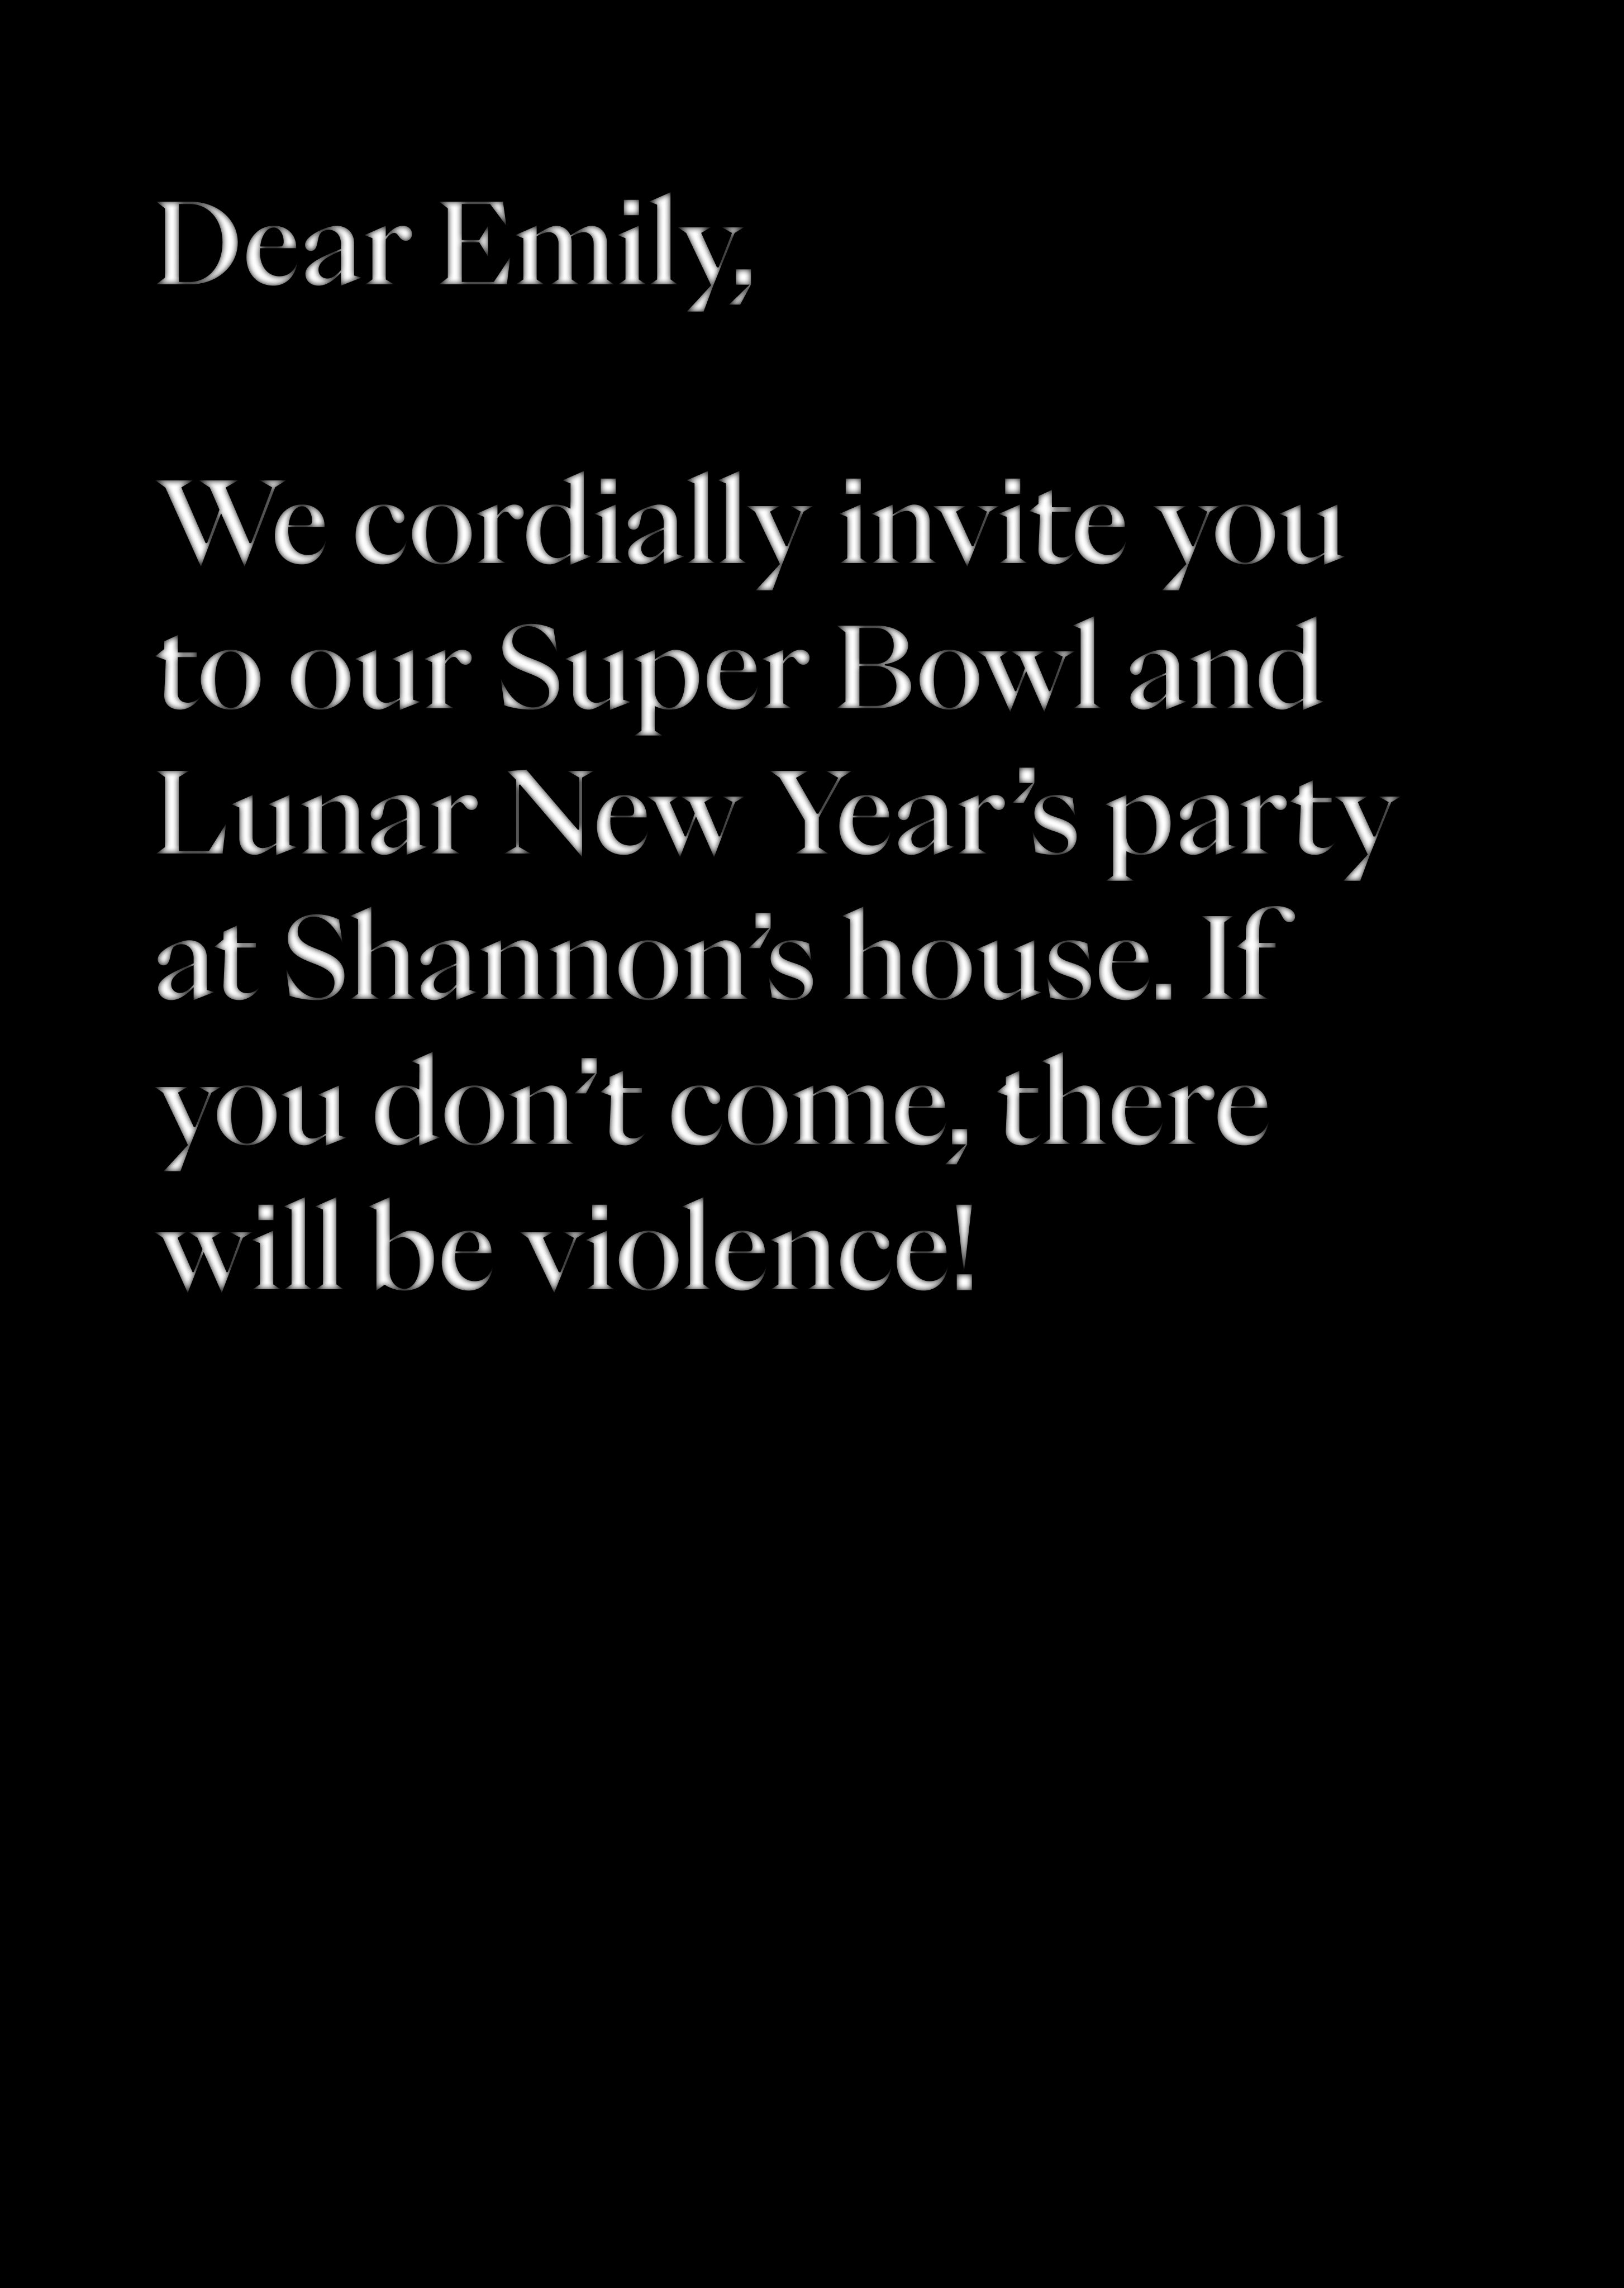 Dear Emily,
We cordially invite you
to our Super Bowl and
Lunar New Year’s party
at Shannon’s house. If
you don’t come, there
will be violence!